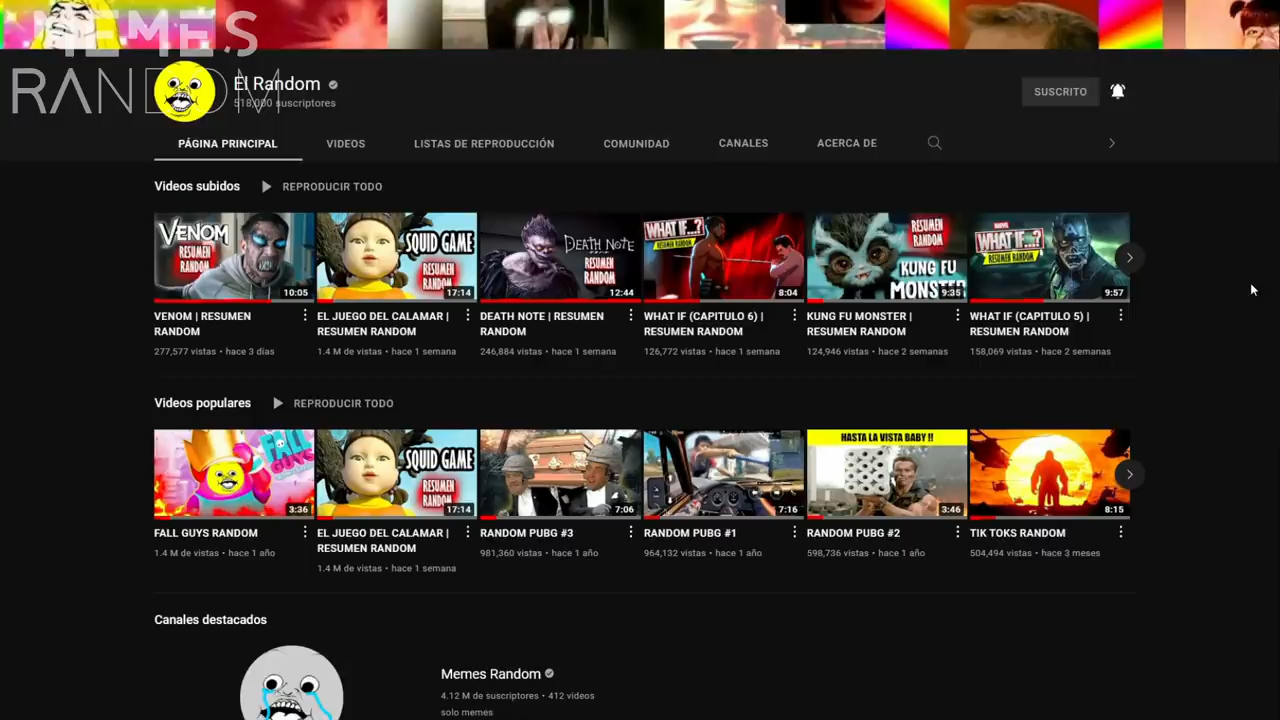 MEMES
RANDOM
El Random
518,000 suscriptores
SUSCRITO
PÁGINA PRINCIPAL
VIDEOS
LISTAS DE REPRODUCCIÓN
COMUNIDAD
CANALES
ACERCA DE
Videos subidos
REPRODUCIR TODO
VENOM
RESUMEN
RANDOM
10:05
SQUID GAME
RESUMEN
RANDOM
17:14
DEATH NOTE
RESUMEN
RANDOM
12:44
WHAT IF...?
RESUMEN RANDOM
8:04
RESUMEN
RANDOM
KUNG FU
MONSTER
9:35
MARVEL
WHAT IF...?
RESUMEN RANDOM
9:57
VENOM | RESUMEN
RANDOM
277,577 vistas • hace 3 días
EL JUEGO DEL CALAMAR |
RESUMEN RANDOM
1.4 M de vistas • hace 1 semana
DEATH NOTE | RESUMEN
RANDOM
246,884 vistas • hace 1 semana
WHAT IF (CAPITULO 6) |
RESUMEN RANDOM
126,772 vistas • hace 1 semana
KUNG FU MONSTER |
RESUMEN RANDOM
124,946 vistas • hace 2 semanas
WHAT IF (CAPITULO 5) |
RESUMEN RANDOM
158,069 vistas • hace 2 semanas
Videos populares
REPRODUCIR TODO
FALL
GUYS
3:36
SQUID GAME
RESUMEN
RANDOM
17:14
7:06
7:16
HASTA LA VISTA BABY !!
3:46
8:15
FALL GUYS RANDOM
1.4 M de vistas • hace 1 año
EL JUEGO DEL CALAMAR |
RESUMEN RANDOM
1.4 M de vistas • hace 1 semana
RANDOM PUBG #3
981,360 vistas • hace 1 año
RANDOM PUBG #1
964,132 vistas • hace 1 año
RANDOM PUBG #2
598,736 vistas • hace 1 año
TIK TOKS RANDOM
504,494 vistas • hace 3 meses
Canales destacados
Memes Random
4.12 M de suscriptores • 412 videos
solo memes